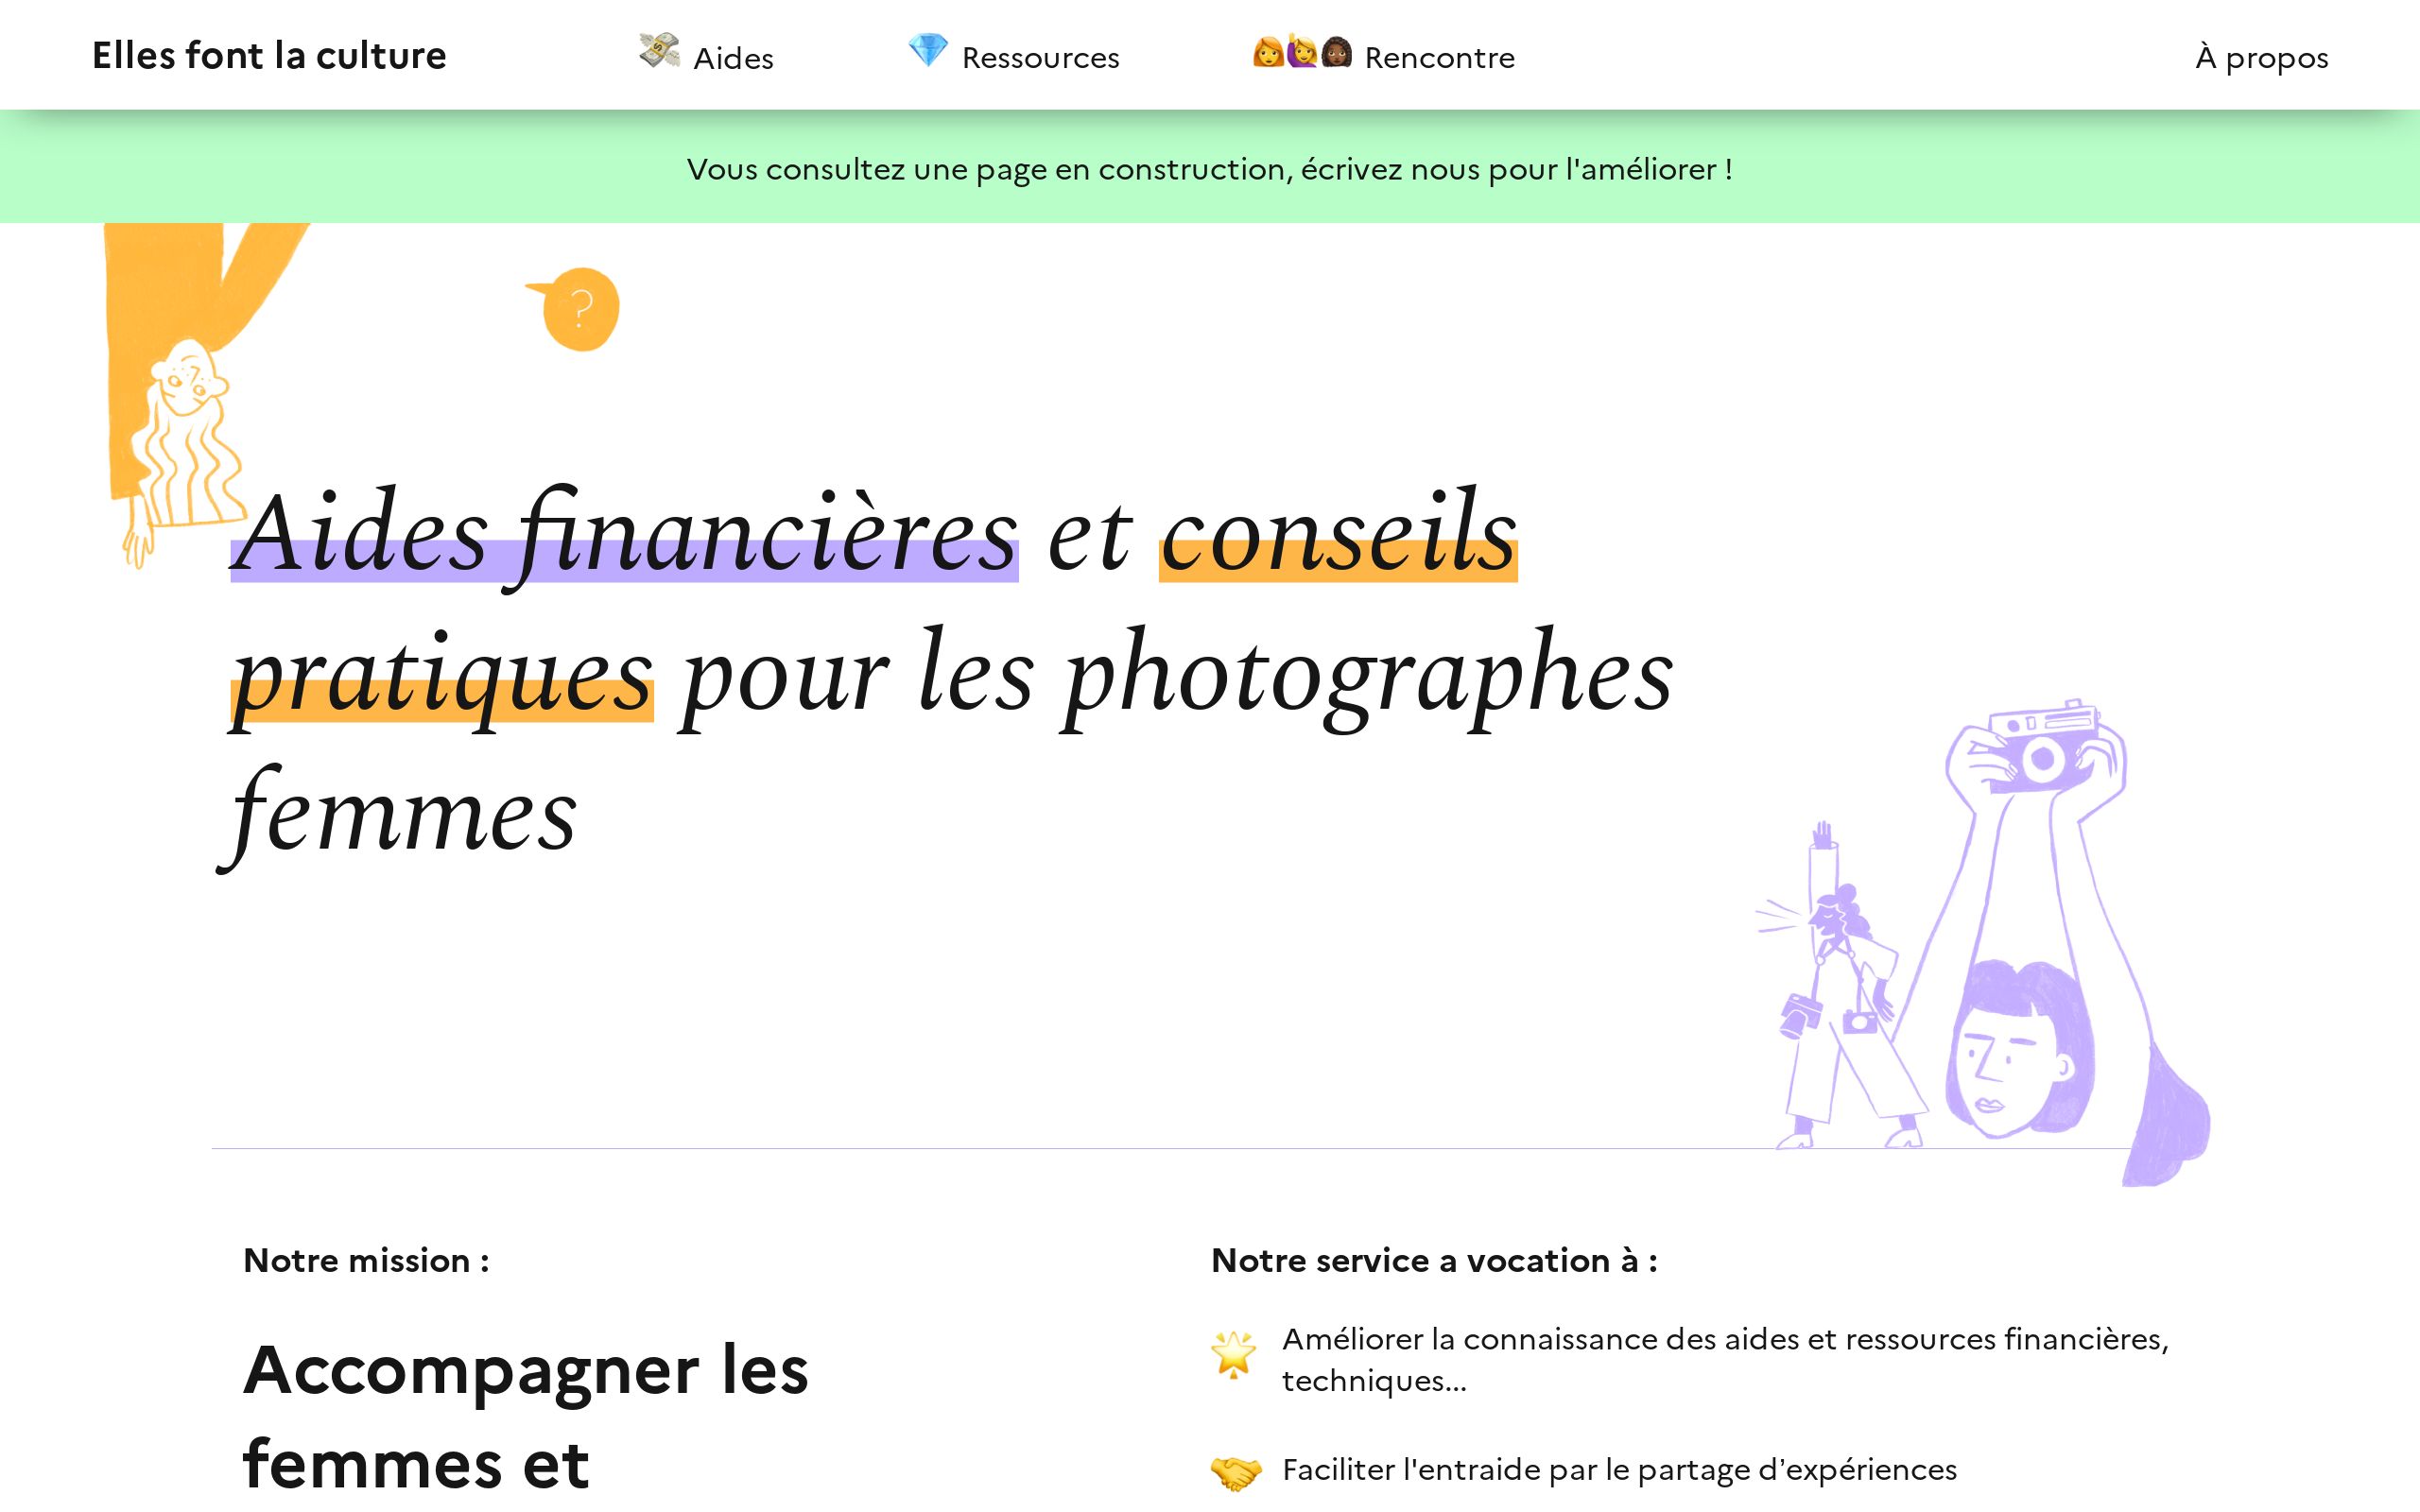 Elles font la culture
💸 Aides
💎 Ressources
👩‍🦰🙋‍♀️👩🏿‍🦱 Rencontre
À propos
Vous consultez une page en construction, écrivez nous pour l'améliorer !
?
Aides financières et conseils
pratiques pour les photographes
femmes
Notre mission :
Accompagner les
femmes et
Notre service a vocation à :
🌟 Améliorer la connaissance des aides et ressources financières,
techniques...
🤝 Faciliter l'entraide par le partage d’expériences